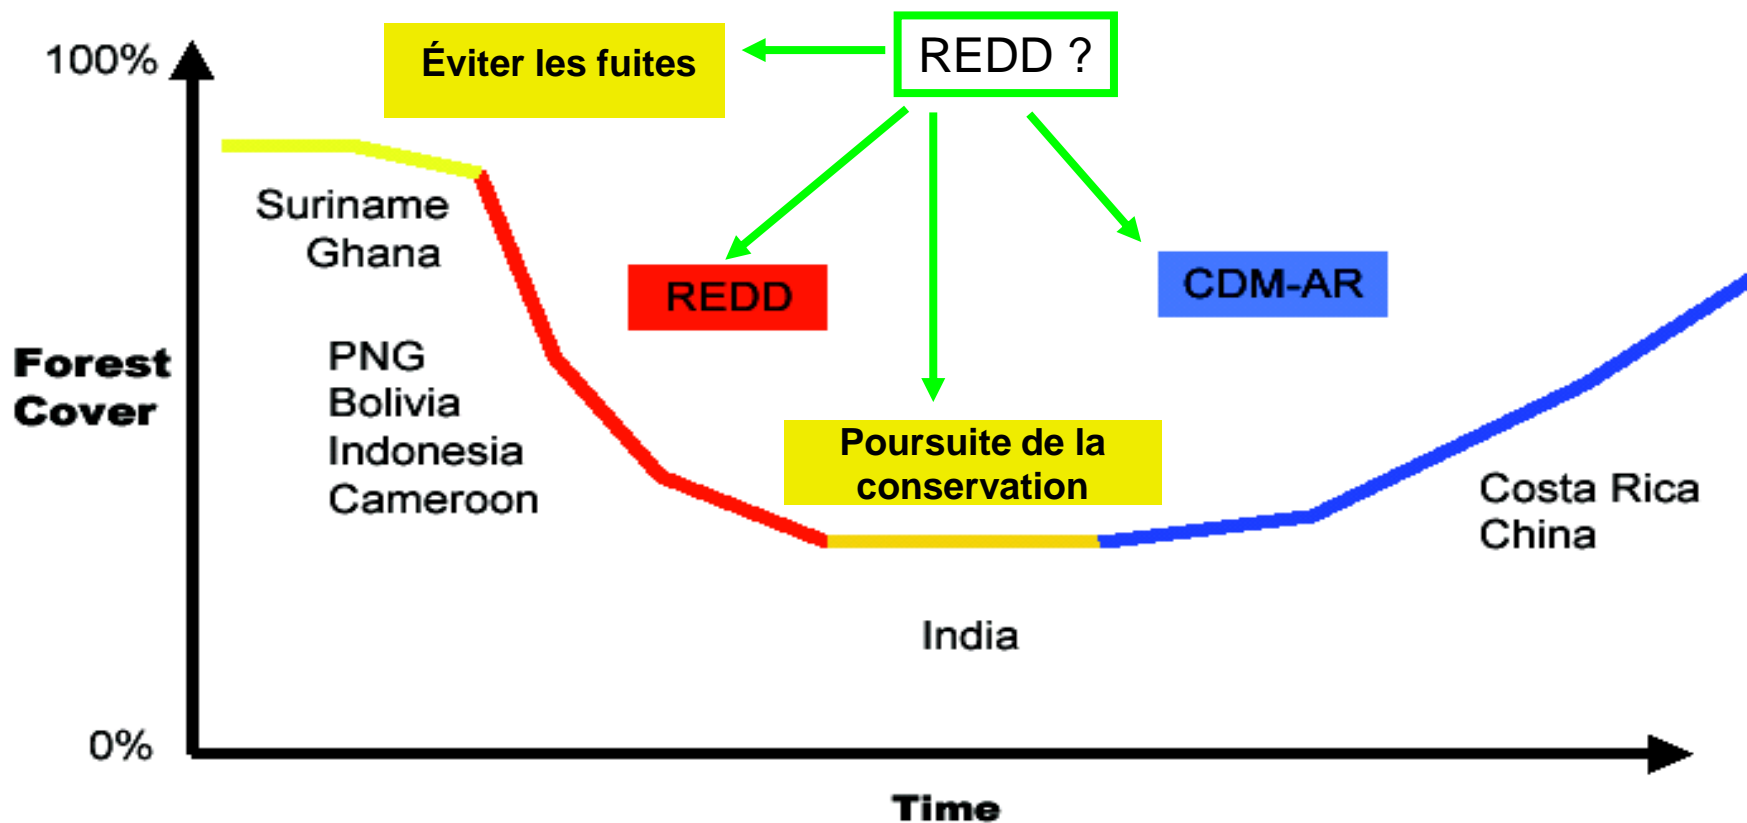 100%
Éviter les fuites
REDD ?
Suriname
Ghana
REDD
CDM-AR
PNG
Bolivia
Indonesia
Cameroon
Forest
Cover
Poursuite de la
conservation
Costa Rica
China
India
0%
Time